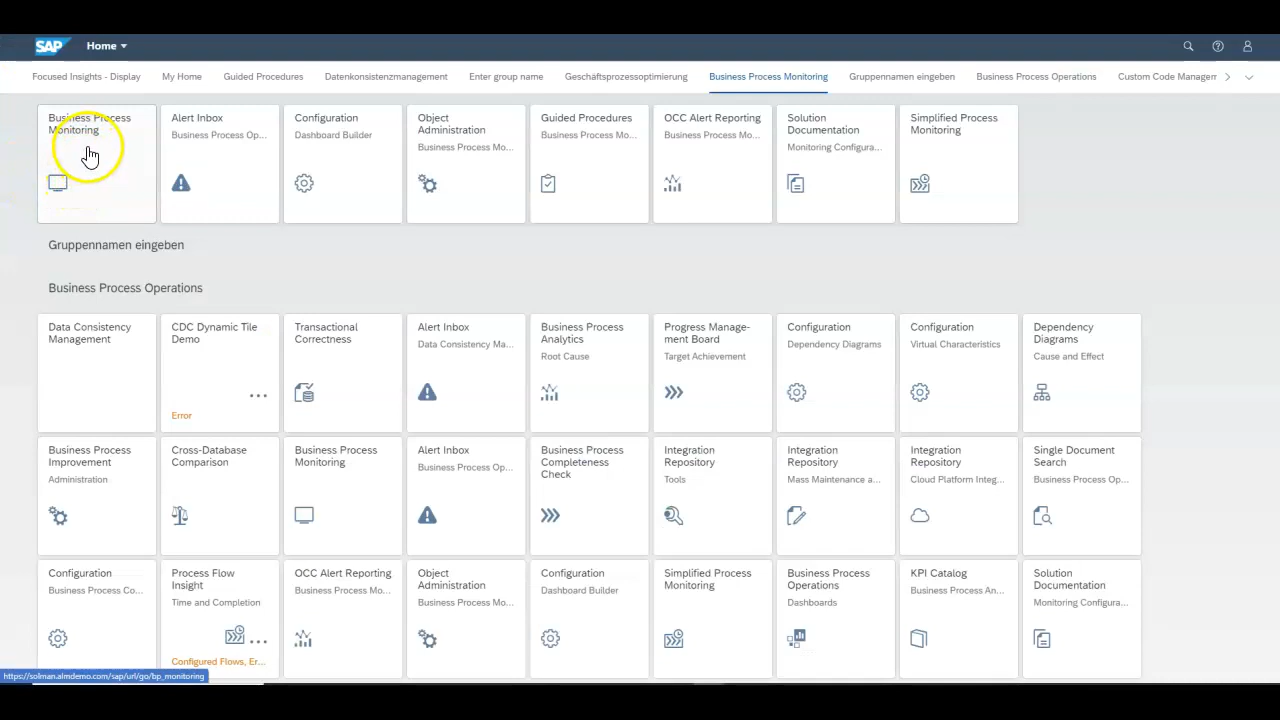 SAP Home
Focused Insights - Display My Home Guided Procedures Datenkonsistenzmanagement Enter group name Geschäftsprozessoptimierung Business Process Monitoring Gruppennamen eingeben Business Process Operations Custom Code Managem
Business Process
Monitoring
Alert Inbox
Business Process Op...
Configuration
Dashboard Builder
Object
Administration
Business Process Mo...
Guided Procedures
Business Process Mo...
OCC Alert Reporting
Business Process Mo...
Solution
Documentation
Monitoring Configura...
Simplified Process
Monitoring
Gruppennamen eingeben
Business Process Operations
Data Consistency
Management
CDC Dynamic Tile
Demo
Error
Transactional
Correctness
Alert Inbox
Data Consistency Ma...
Business Process
Analytics
Root Cause
Progress Manage-
ment Board
Target Achievement
Configuration
Dependency Diagrams
Configuration
Virtual Characteristics
Dependency
Diagrams
Cause and Effect
Business Process
Improvement
Administration
Cross-Database
Comparison
Business Process
Monitoring
Alert Inbox
Business Process Op...
Business Process
Completeness
Check
Integration
Repository
Tools
Integration
Repository
Mass Maintenance a...
Integration
Repository
Cloud Platform Integ...
Single Document
Search
Business Process Op...
Configuration
Business Process Co...
Process Flow
Insight
Time and Completion
Configured Flows, Er...
OCC Alert Reporting
Business Process Mo...
Object
Administration
Business Process Mo...
Configuration
Dashboard Builder
Simplified Process
Monitoring
Business Process
Operations
Dashboards
KPI Catalog
Business Process An...
Solution
Documentation
Monitoring Configura...
https://solman.almdemo.com/sap/url/go/bp_monitoring